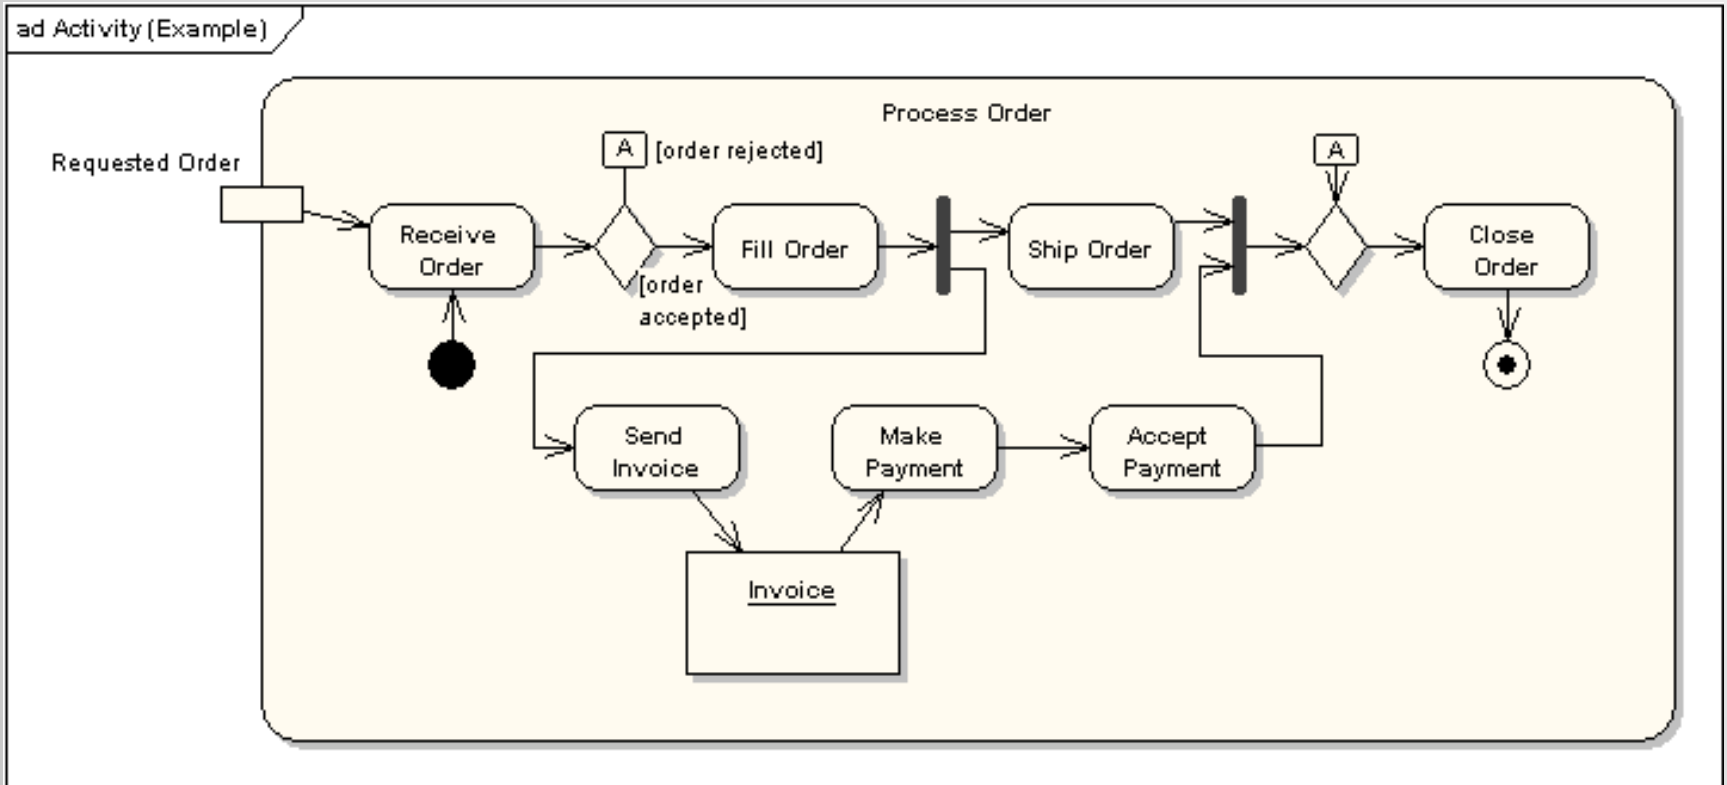 ad Activity (Example)
Process Order
Requested Order
A
[order rejected]
A
Receive
Order
Fill Order
[order
accepted]
Ship Order
Close
Order
Send
Invoice
Make
Payment
Accept
Payment
Invoice